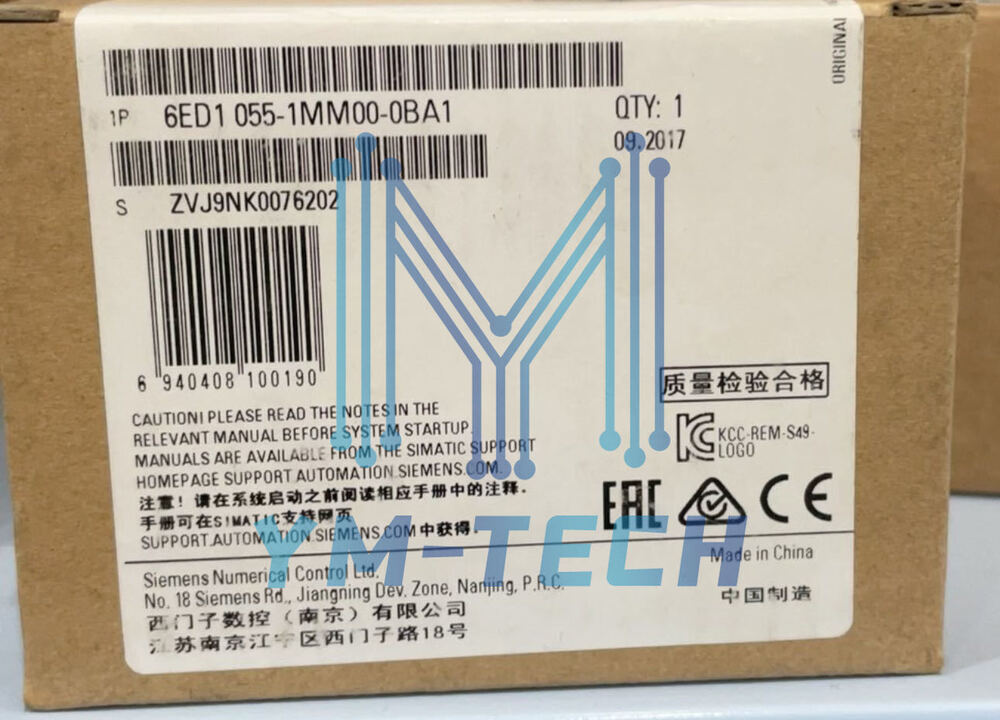 ORIGINAL
1P 6ED1 055-1MM00-0BA1 QTY: 1
09.2017
S ZVJ9NK0076202
6 940408 100190
CAUTION! PLEASE READ THE NOTES IN THE
RELEVANT MANUAL BEFORE SYSTEM STARTUP.
MANUALS ARE AVAILABLE FROM THE SIMATIC SUPPORT
HOMEPAGE SUPPORT.AUTOMATION.SIEMENS.COM.
注意！请在系统启动之前阅读相应手册中的注释。
手册可在SIMATIC支持网页
SUPPORT.AUTOMATION.SIEMENS.COM 中获得。
质量检验合格
KCC-REM-S49-
LOGO
EAC CE
YM-TECH
Made in China
中国制造
Siemens Numerical Control Ltd.
No. 18 Siemens Rd., Jiangning Dev. Zone, Nanjing, P.R.C.
西门子数控（南京）有限公司
江苏南京江宁区西门子路18号